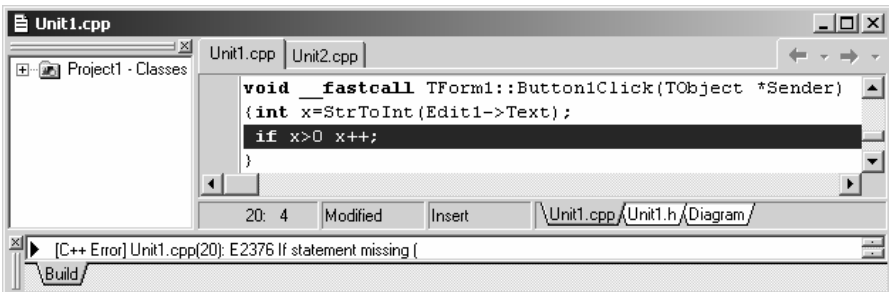 Unit1.cpp
Project1 - Classes
Unit1.cpp Unit2.cpp
void __fastcall TForm1::Button1Click(TObject *Sender)
{int x=StrToInt(Edit1->Text);
if x>0 x++;
}
20: 4 Modified Insert Unit1.cpp Unit1.h Diagram
[C++ Error] Unit1.cpp(20): E2376 If statement missing (
Build